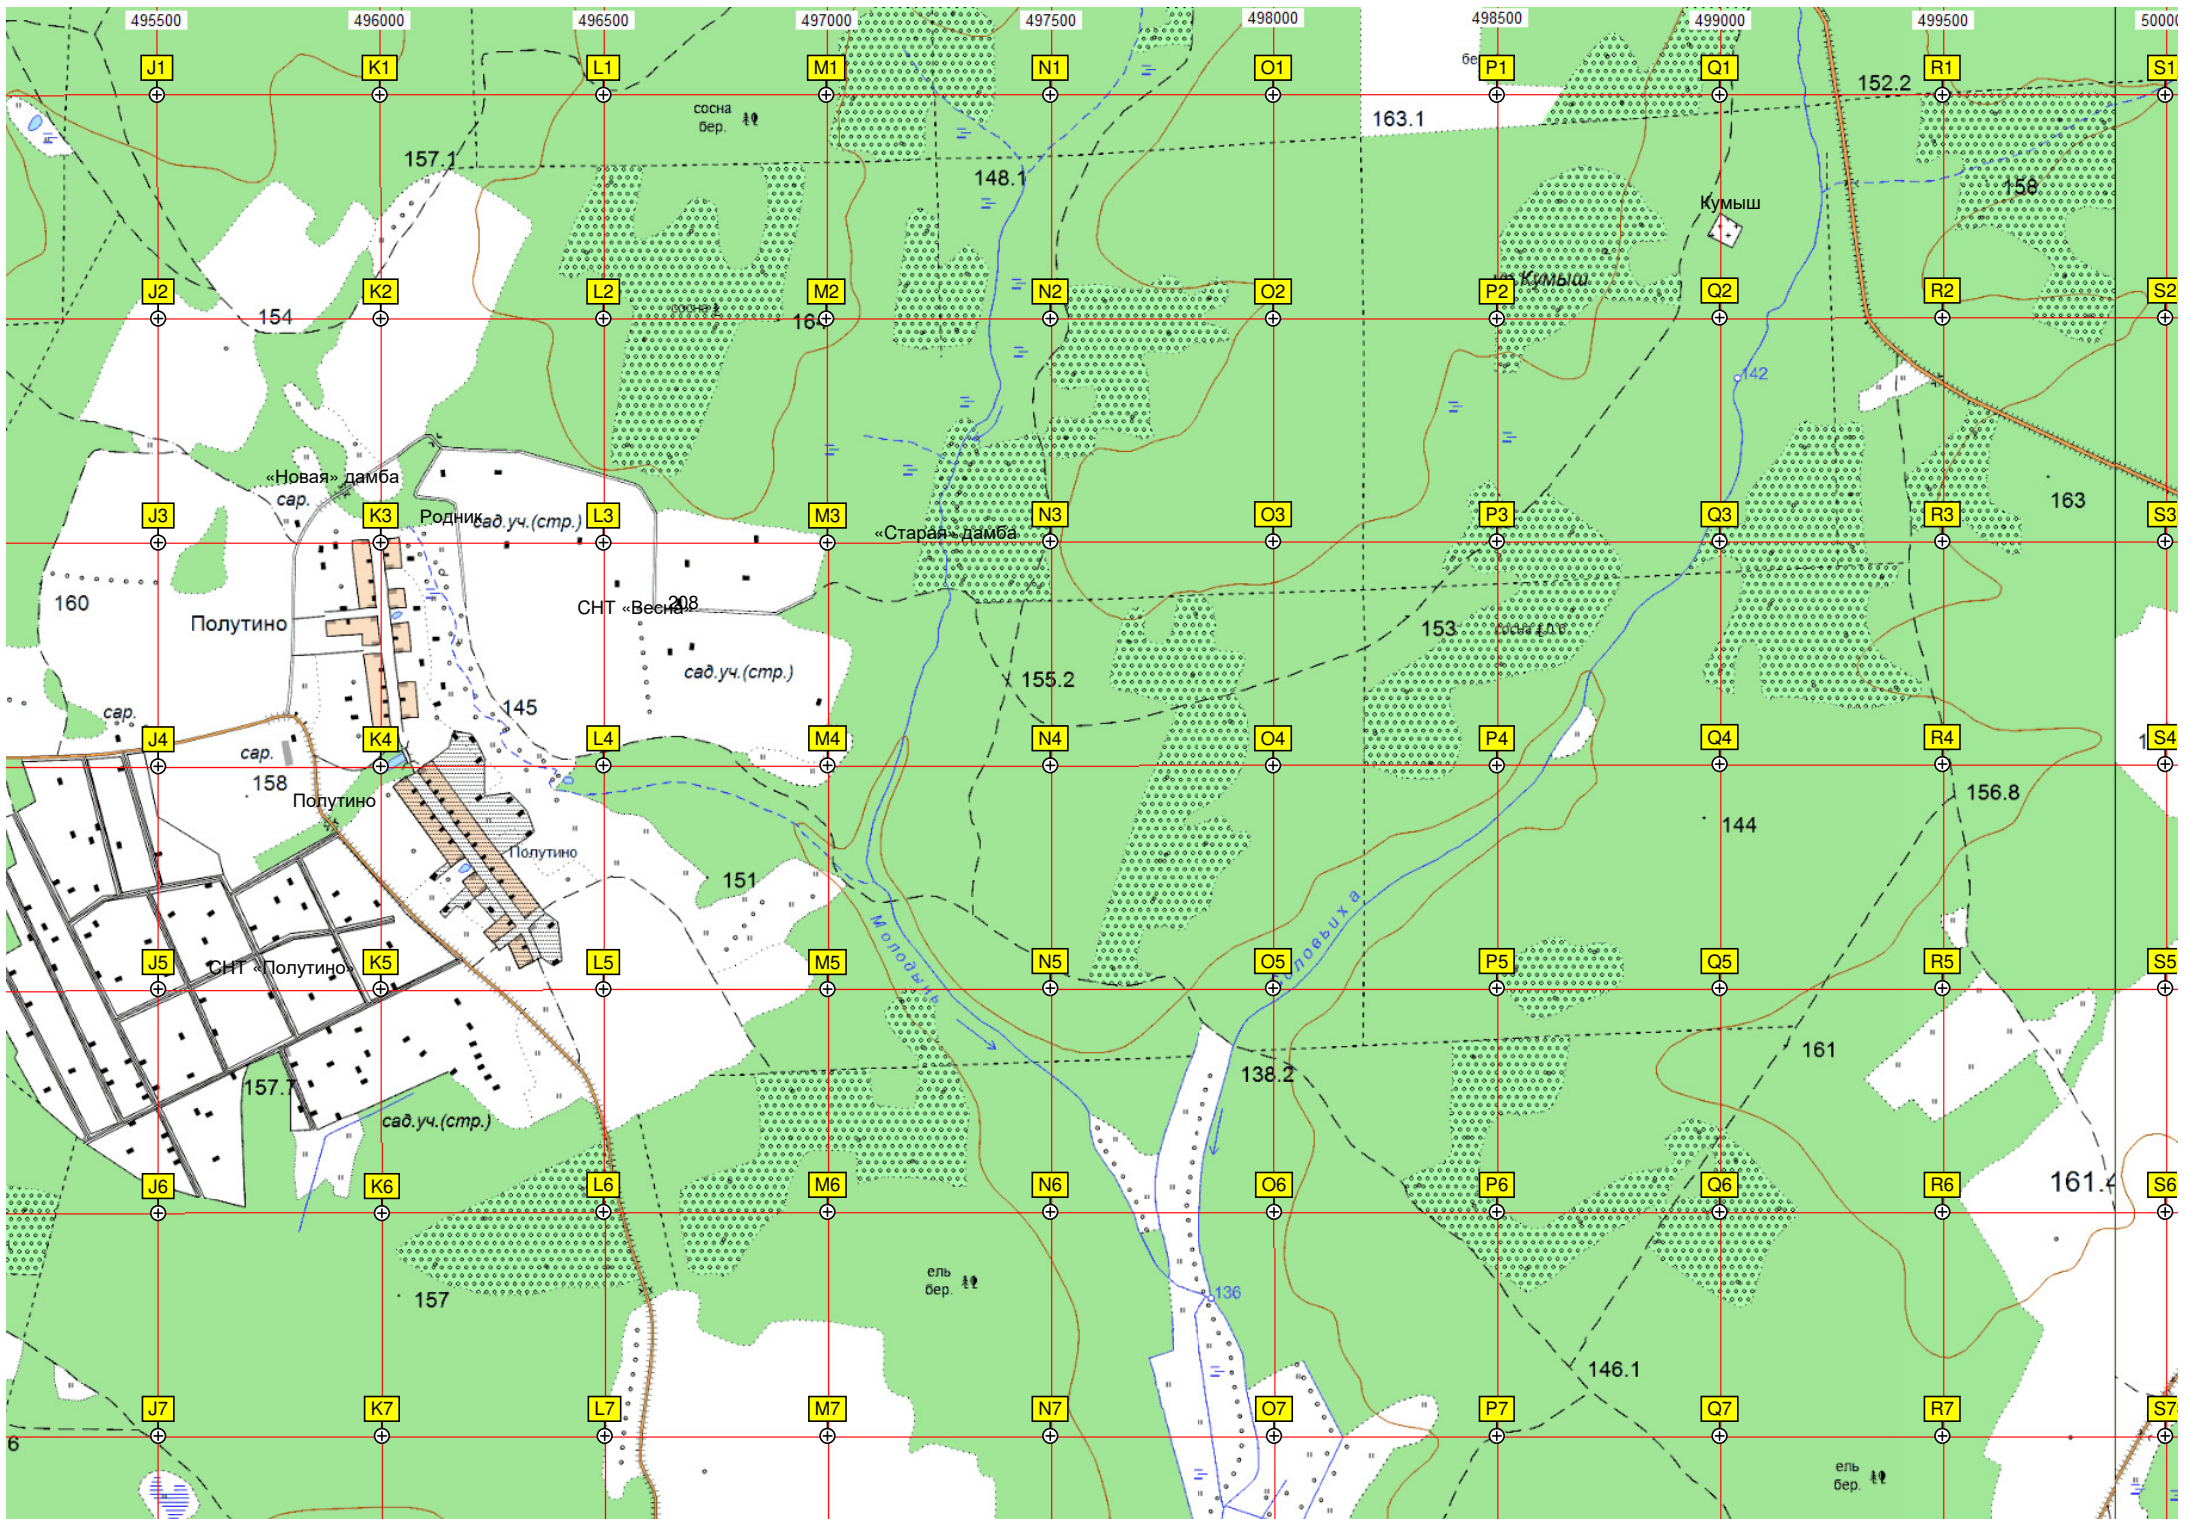 495500 496000 496500 497000 497500 498000 498500 499000 499500
J1 K1 L1 M1 N1 O1 P1 Q1 R1 S1
152.2
сосна
бер.
163.1
157.1
148.1
158
Кумыш
ур. Кумыш
J2 K2 L2 M2 N2 O2 P2 Q2 R2 S2
154
164
142
«Новая» дамба
сар.
163
J3 K3 L3 M3 N3 O3 P3 Q3 R3 S3
Родник
сад.уч.(стр.)
«Старая» дамба
160
СНТ «Весна»
208
Полутино
153
сад.уч.(стр.)
155.2
сар.
145
J4 K4 L4 M4 N4 O4 P4 Q4 R4 S4
сар.
158
Полутино
156.8
144
Полутино
151
Молодынь
Соловьиха
J5 K5 L5 M5 N5 O5 P5 Q5 R5 S5
СНТ «Полутино»
161
138.2
157.7
сад.уч.(стр.)
161.4
J6 K6 L6 M6 N6 O6 P6 Q6 R6 S6
ель
бер.
136
157
146.1
J7 K7 L7 M7 N7 O7 P7 Q7 R7 S7
6
ель
бер.